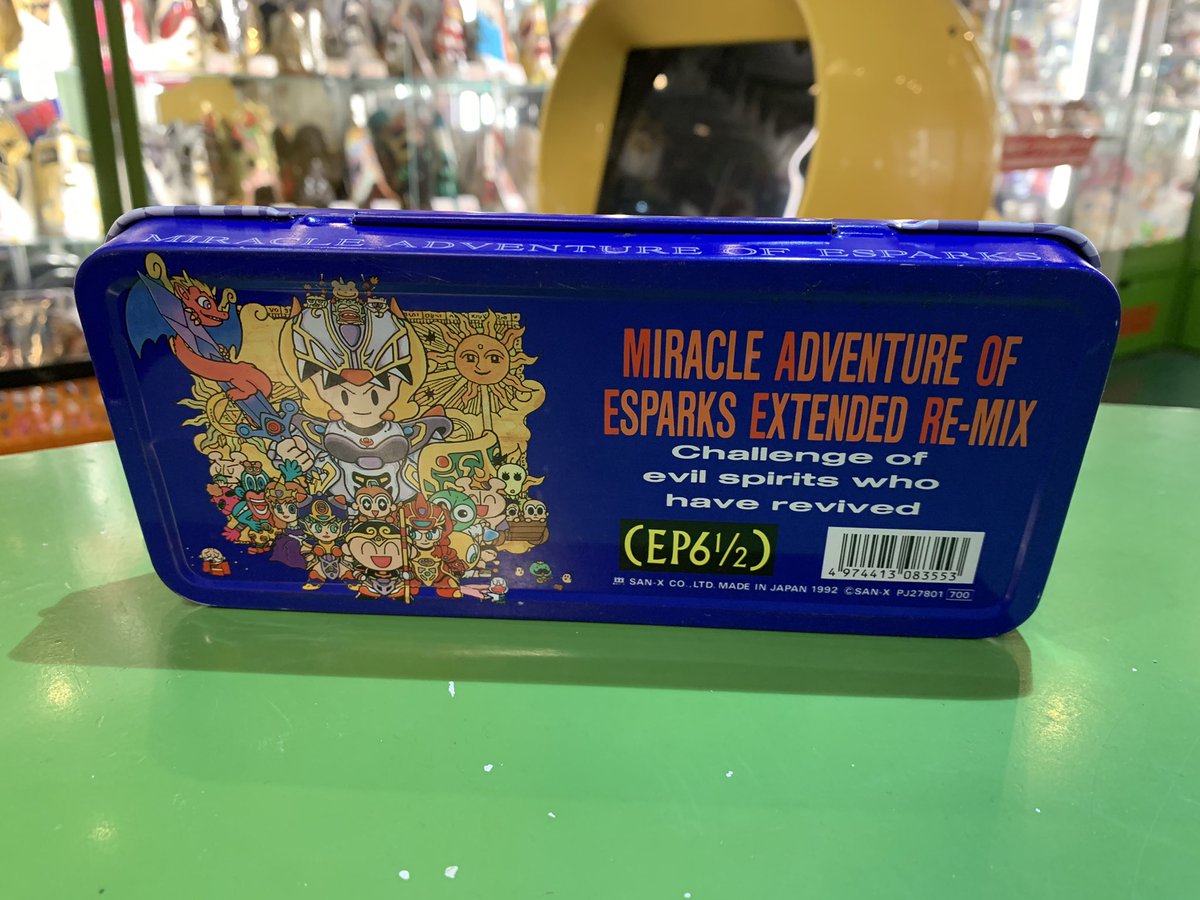 MIRACLE ADVENTURE OF ESPARKS
MIRACLE ADVENTURE OF
ESPARKS EXTENDED RE-MIX
Challenge of
evil spirits who
have revived
(EP6½)
4 974413 083553
SAN-X CO.,LTD. MADE IN JAPAN 1992 ©SAN-X PJ27801 700